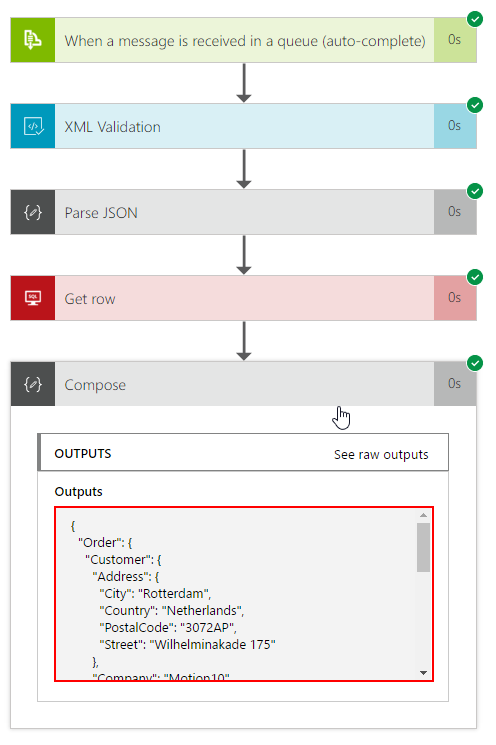 When a message is received in a queue (auto-complete) 0s
XML Validation 0s
Parse JSON 0s
SQL
Get row 0s
Compose 0s
OUTPUTS See raw outputs
Outputs
{
"Order": {
"Customer": {
"Address": {
"City": "Rotterdam",
"Country": "Netherlands",
"PostalCode": "3072AP",
"Street": "Wilhelminakade 175"
},
"Company": "Motion10"